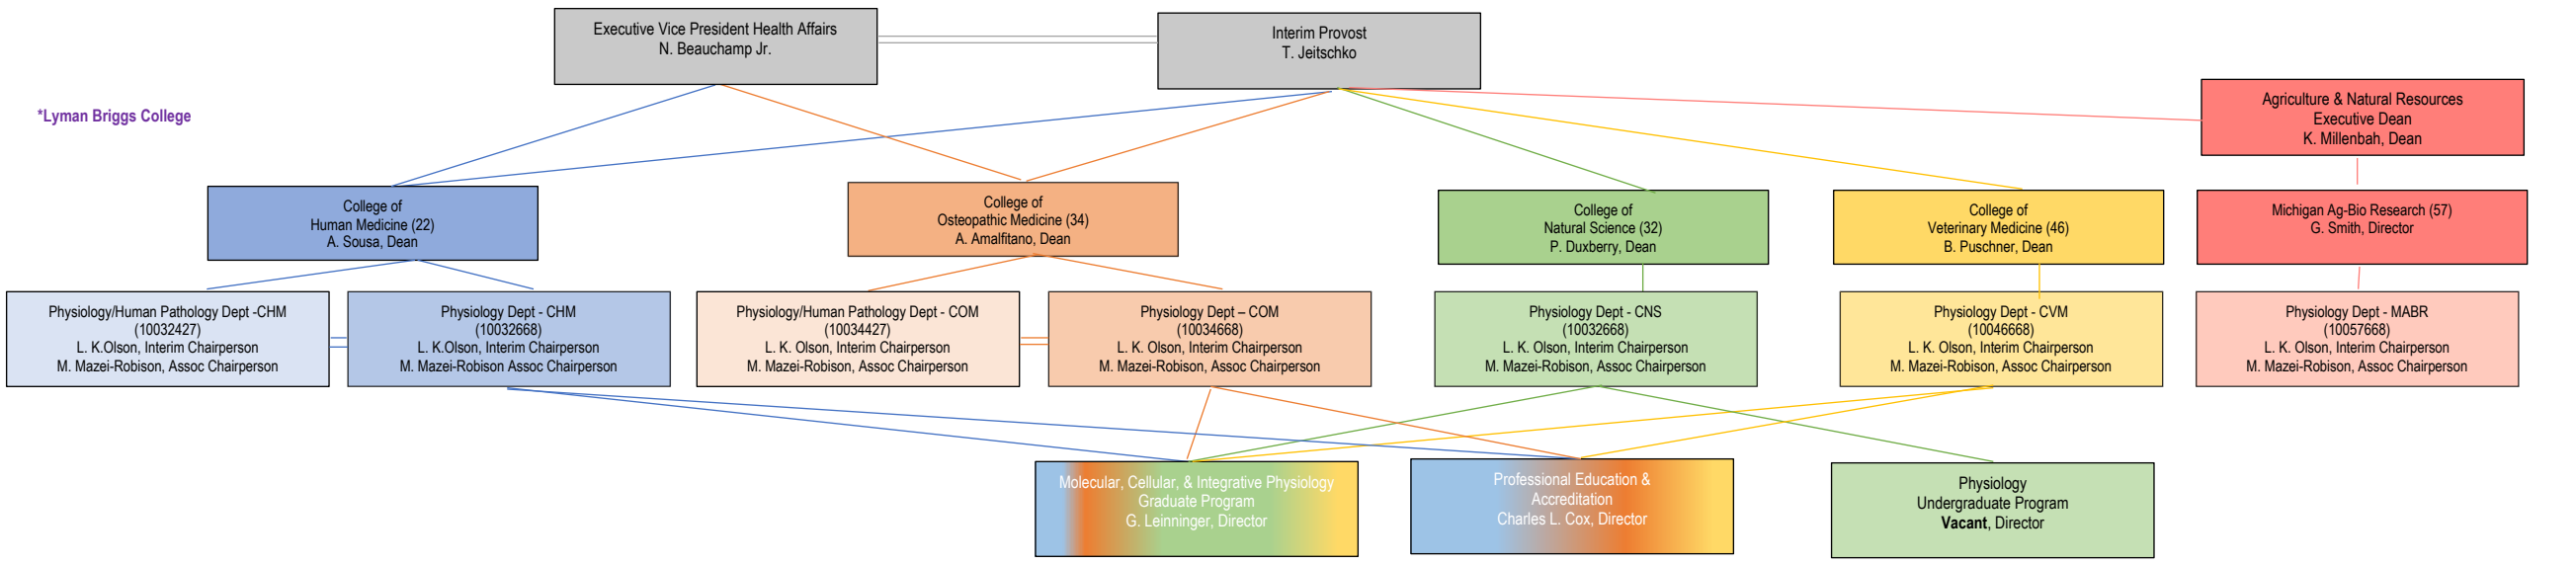 Executive Vice President Health Affairs
N. Beauchamp Jr.
Interim Provost
T. Jeitschko
*Lyman Briggs College
Agriculture & Natural Resources
Executive Dean
K. Millenbah, Dean
College of
Human Medicine (22)
A. Sousa, Dean
College of
Osteopathic Medicine (34)
A. Amalfitano, Dean
College of
Natural Science (32)
P. Duxberry, Dean
College of
Veterinary Medicine (46)
B. Puschner, Dean
Michigan Ag-Bio Research (57)
G. Smith, Director
Physiology/Human Pathology Dept -CHM
(10032427)
L. K.Olson, Interim Chairperson
M. Mazei-Robison, Assoc Chairperson
Physiology Dept - CHM
(10032668)
L. K.Olson, Interim Chairperson
M. Mazei-Robison Assoc Chairperson
Physiology/Human Pathology Dept - COM
(10034427)
L. K. Olson, Interim Chairperson
M. Mazei-Robison, Assoc Chairperson
Physiology Dept – COM
(10034668)
L. K. Olson, Interim Chairperson
M. Mazei-Robison, Assoc Chairperson
Physiology Dept - CNS
(10032668)
L. K. Olson, Interim Chairperson
M. Mazei-Robison, Assoc Chairperson
Physiology Dept - CVM
(10046668)
L. K. Olson, Interim Chairperson
M. Mazei-Robison, Assoc Chairperson
Physiology Dept - MABR
(10057668)
L. K. Olson, Interim Chairperson
M. Mazei-Robison, Assoc Chairperson
Molecular, Cellular, & Integrative Physiology
Graduate Program
G. Leinninger, Director
Professional Education &
Accreditation
Charles L. Cox, Director
Physiology
Undergraduate Program
Vacant, Director